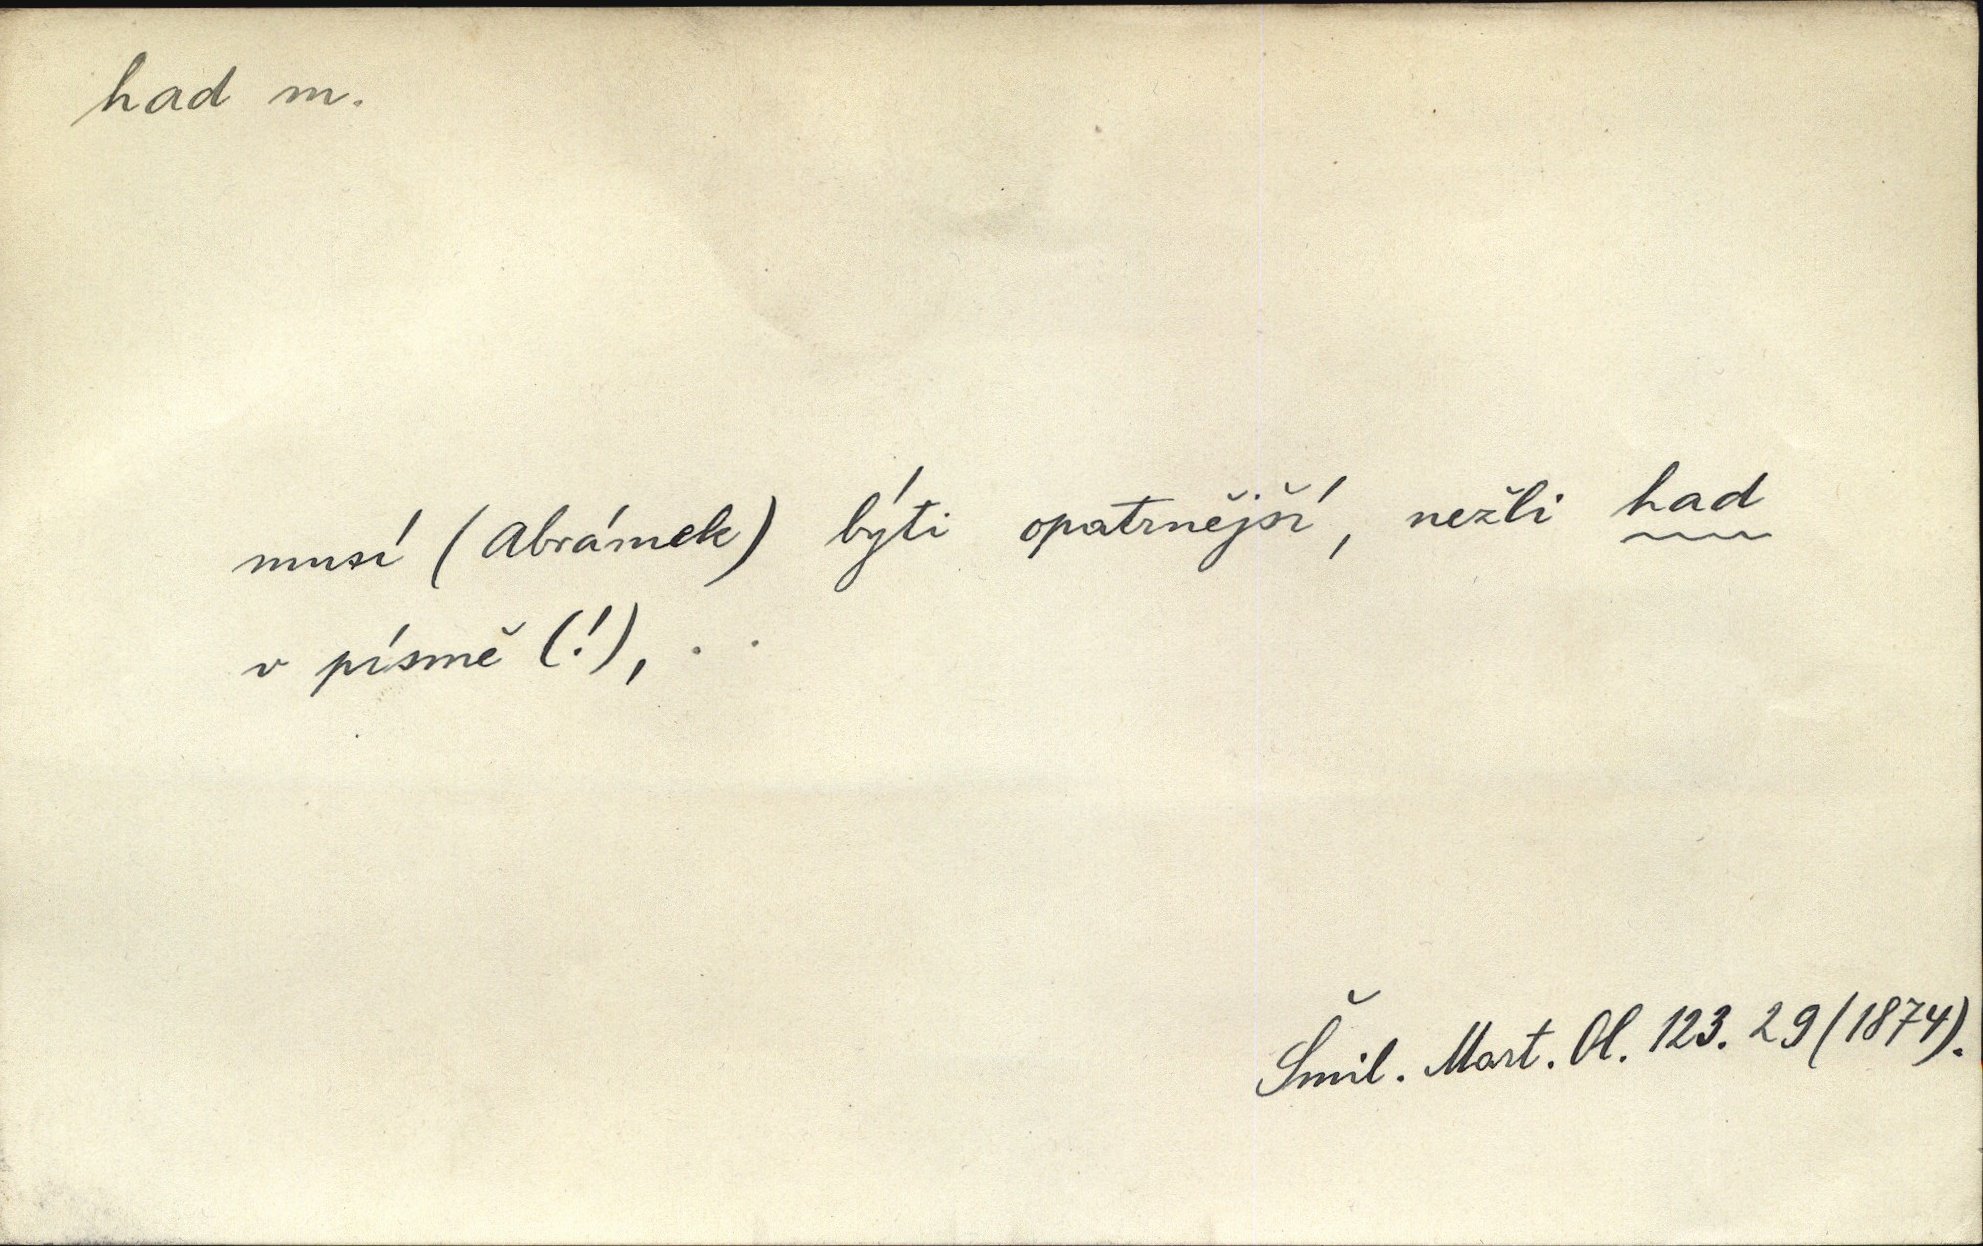 had m.
musí (Abrámek) býti opatrnější, nežli had
v písmě (!), . .
Šmil. Mart. Ol. 123. 29 (1874).